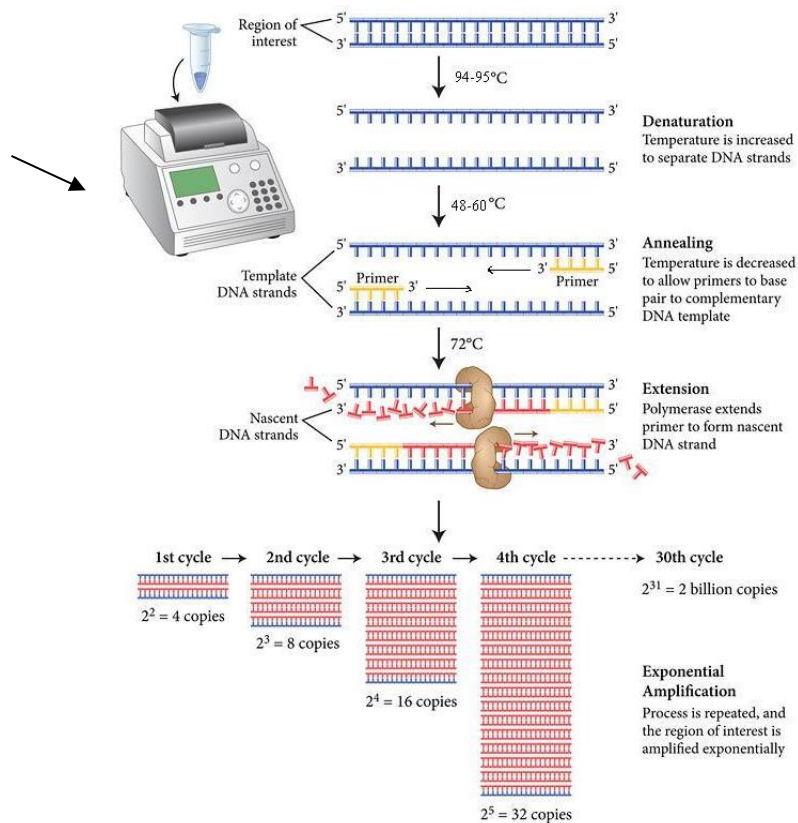 Region of
interest
5' 3'
3' 5'
94-95°C
5' 3'
3' 5'
Denaturation
Temperature is increased
to separate DNA strands
48-60°C
5' 3'
Template
DNA strands
3' 5'
Primer
Primer
5' 3'
3' 5'
Annealing
Temperature is decreased
to allow primers to base
pair to complementary
DNA template
72°C
5' 3'
3' 5'
Nascent
DNA strands
5' 3'
3' 5'
Extension
Polymerase extends
primer to form nascent
DNA strand
1st cycle 2nd cycle 3rd cycle 4th cycle 30th cycle
2² = 4 copies
2³ = 8 copies
2⁴ = 16 copies
2⁵ = 32 copies
2³¹ = 2 billion copies
Exponential
Amplification
Process is repeated, and
the region of interest is
amplified exponentially